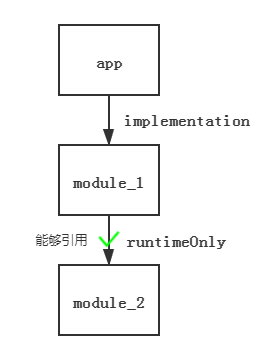 app
implementation
module_1
能够引用
runtimeOnly
module_2